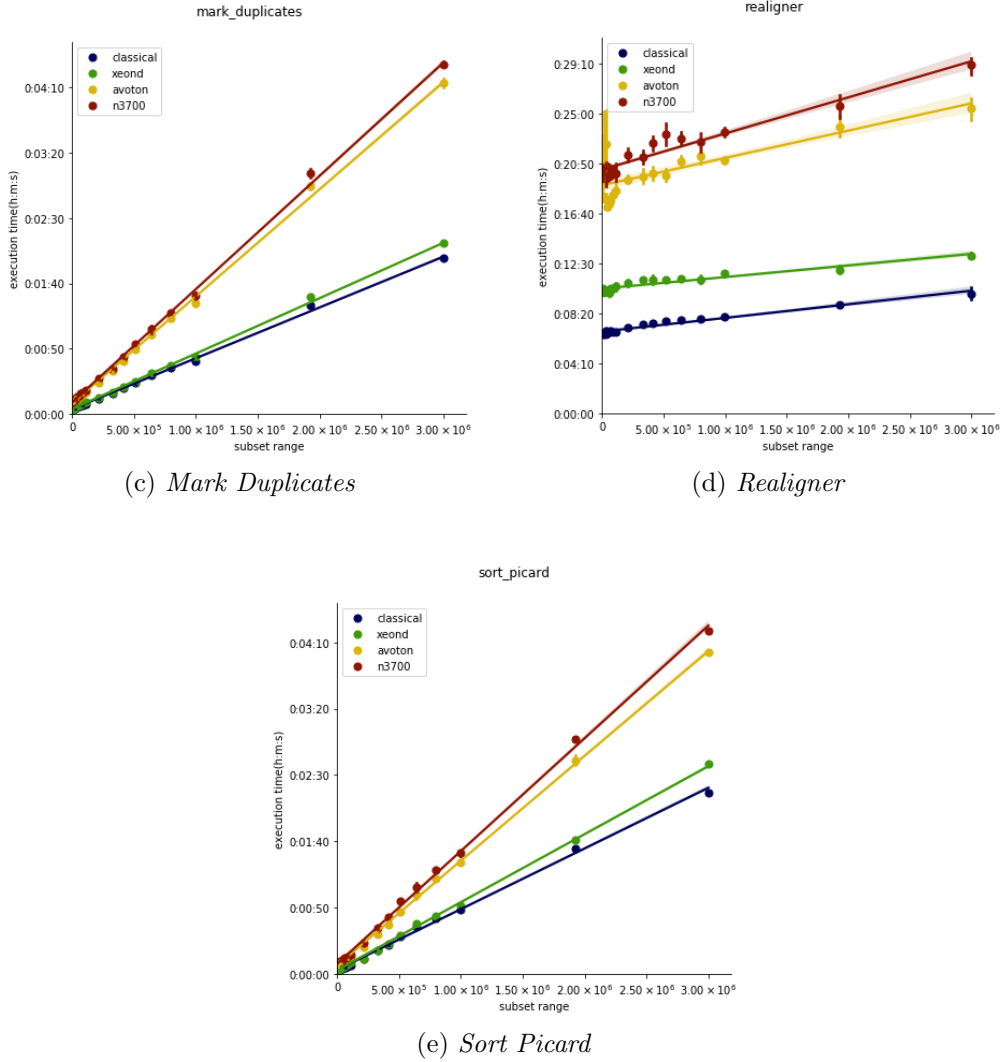 mark_duplicates
classical
xeond
avoton
n3700
execution time(h:m:s)
0:04:10
0:03:20
0:02:30
0:01:40
0:00:50
0:00:00
0
5.00 × 10⁵
1.00 × 10⁶
1.50 × 10⁶
2.00 × 10⁶
2.50 × 10⁶
3.00 × 10⁶
subset range
(c) Mark Duplicates
realigner
classical
xeond
avoton
n3700
execution time(h:m:s)
0:29:10
0:25:00
0:20:50
0:16:40
0:12:30
0:08:20
0:04:10
0:00:00
0
5.00 × 10⁵
1.00 × 10⁶
1.50 × 10⁶
2.00 × 10⁶
2.50 × 10⁶
3.00 × 10⁶
subset range
(d) Realigner
sort_picard
classical
xeond
avoton
n3700
execution time(h:m:s)
0:04:10
0:03:20
0:02:30
0:01:40
0:00:50
0:00:00
0
5.00 × 10⁵
1.00 × 10⁶
1.50 × 10⁶
2.00 × 10⁶
2.50 × 10⁶
3.00 × 10⁶
subset range
(e) Sort Picard